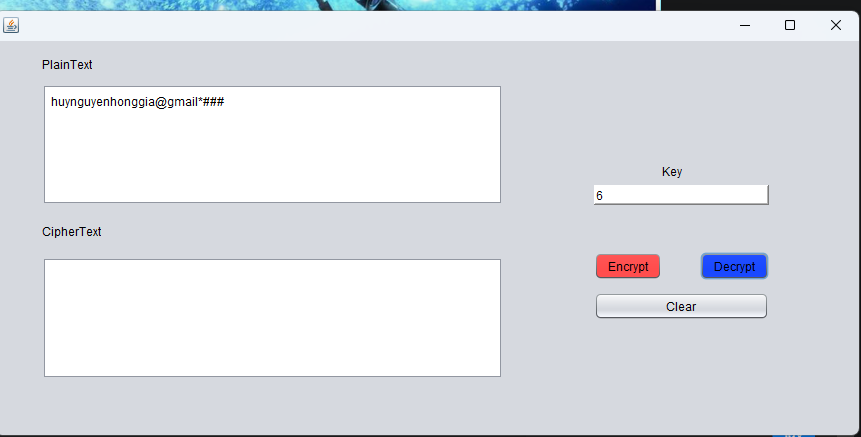 PlainText
huynguyenhonggia@gmail*###
Key
6
CipherText
Encrypt
Decrypt
Clear